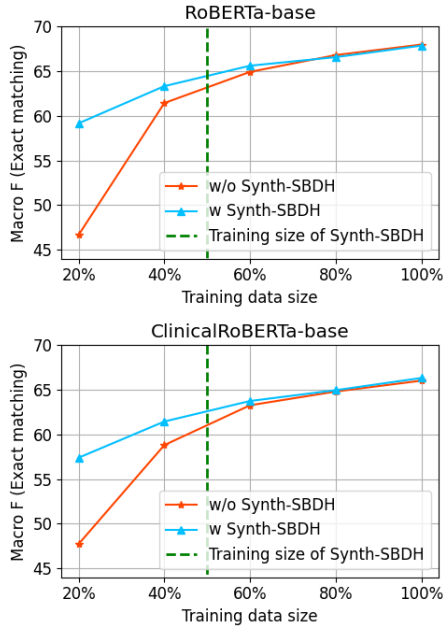 RoBERTa-base
Macro F (Exact matching)
70
65
60
55
50
45
w/o Synth-SBDH
w Synth-SBDH
Training size of Synth-SBDH
20% 40% 60% 80% 100%
Training data size
ClinicalRoBERTa-base
Macro F (Exact matching)
70
65
60
55
50
45
w/o Synth-SBDH
w Synth-SBDH
Training size of Synth-SBDH
20% 40% 60% 80% 100%
Training data size